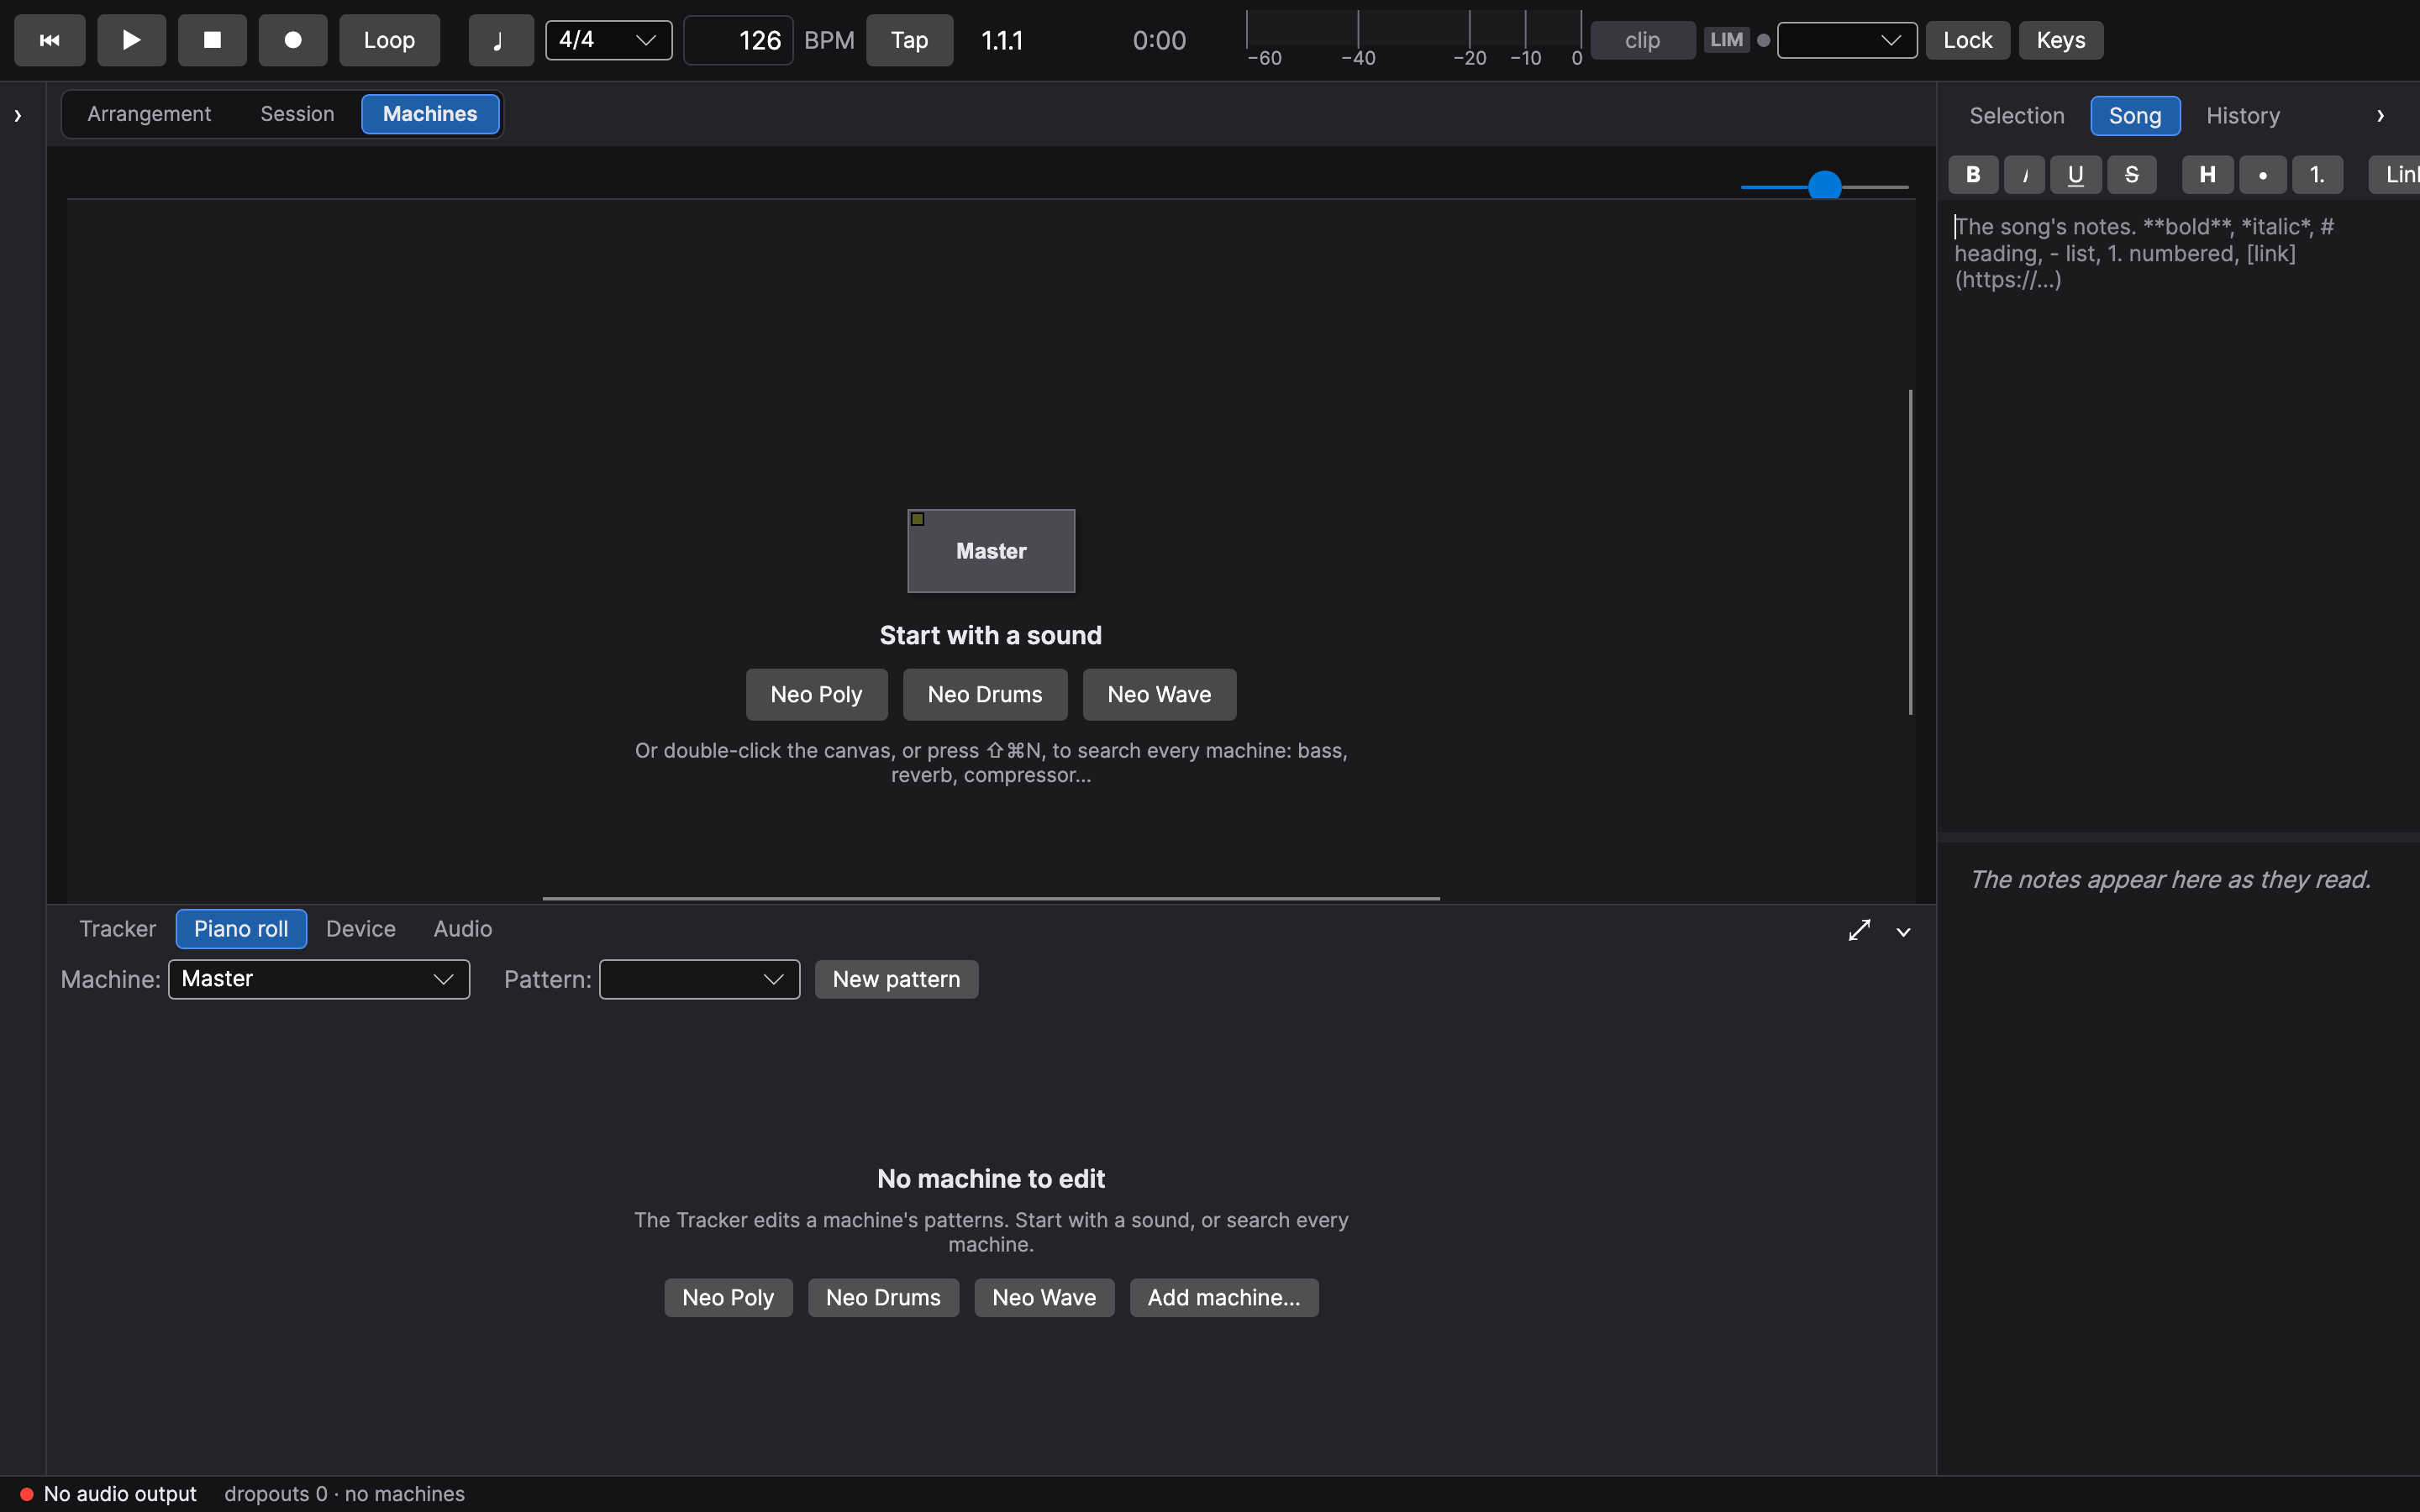 Loop
4/4
126 BPM
Tap
1.1.1
0:00
−60 −40 −20 −10 0
clip
LIM
Lock
Keys
Arrangement
Session
Machines
Selection
Song
History
B I U S H • 1. Lin
The song's notes. **bold**, *italic*, #
heading, - list, 1. numbered, [link]
(https://...)
Master
Start with a sound
Neo Poly
Neo Drums
Neo Wave
Or double-click the canvas, or press ⇧⌘N, to search every machine: bass,
reverb, compressor...
The notes appear here as they read.
Tracker
Piano roll
Device
Audio
Machine: Master
Pattern:
New pattern
No machine to edit
The Tracker edits a machine's patterns. Start with a sound, or search every
machine.
Neo Poly
Neo Drums
Neo Wave
Add machine...
No audio output
dropouts 0 · no machines